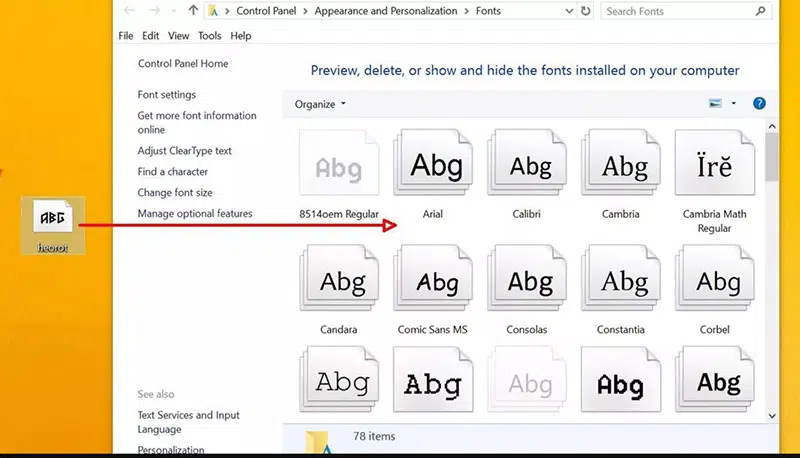 Control Panel > Appearance and Personalization > Fonts
Search Fonts
File Edit View Tools Help
Control Panel Home
Font settings
Get more font information
online
Adjust ClearType text
Find a character
Change font size
Manage optional features
See also
Text Services and Input
Language
Personalization
Preview, delete, or show and hide the fonts installed on your computer
Organize
Abg Abg Abg Abg Ïrĕ
8514oem Regular Arial Calibri Cambria Cambria Math
Regular
Abg Abg Abg Abg Abg
Candara Comic Sans MS Consolas Constantia Corbel
Abg Abg Abg Abg Abg
78 items
ABG
heorot